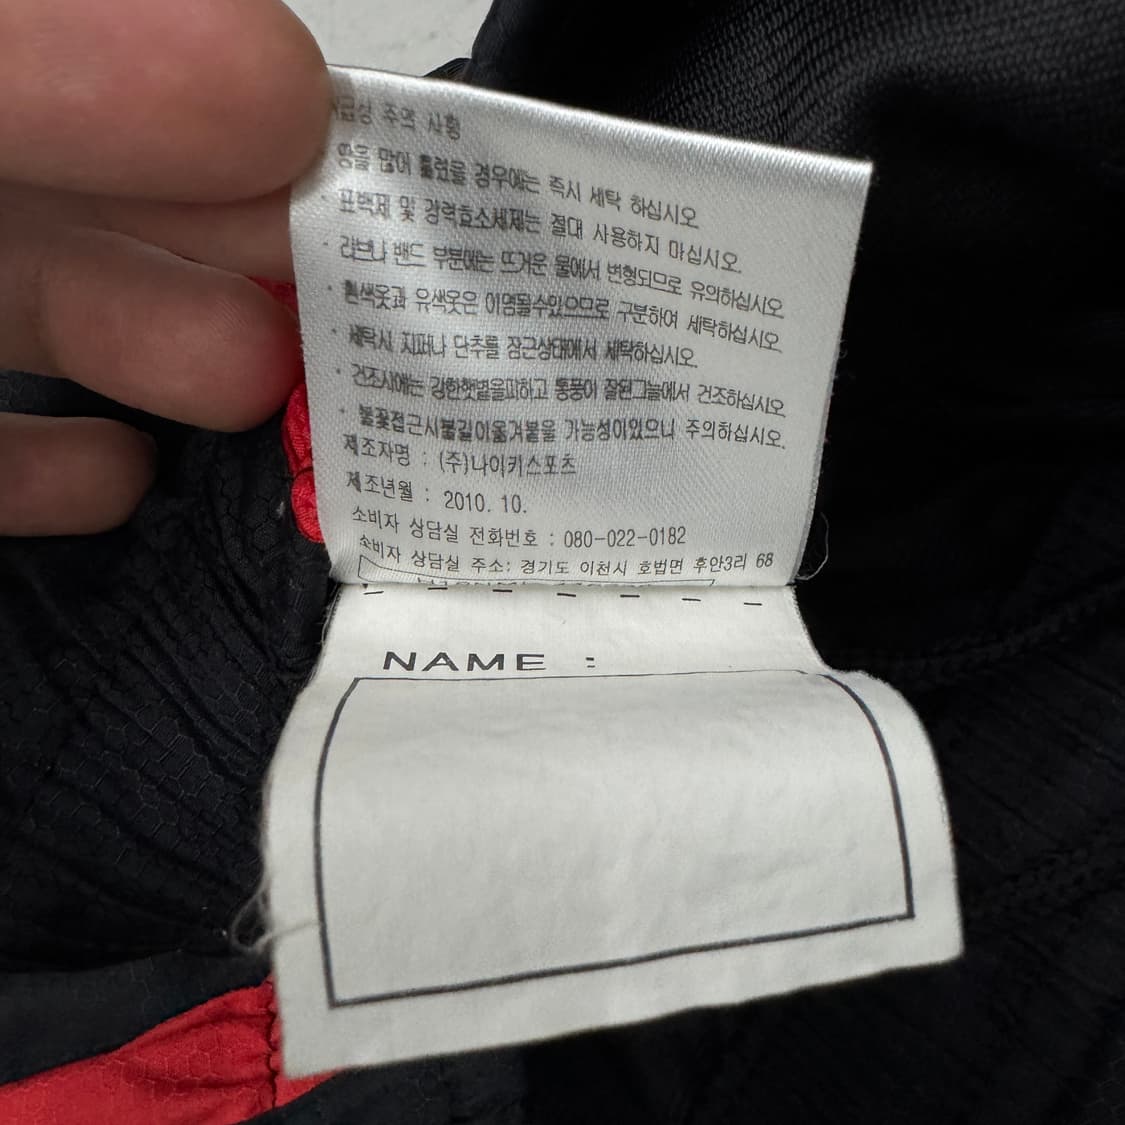 취급상 주의 사항
· 땀을 많이 흘렸을 경우에는 즉시 세탁 하십시오
· 표백제 및 강력효소세제는 절대 사용하지 마십시오.
· 리브나 밴드 부분에는 뜨거운 물에서 변형되므로 유의하십시오
· 흰색옷과 유색옷은 이염될수있으므로 구분하여 세탁하십시오.
· 세탁시 지퍼나 단추를 잠근상태에서 세탁하십시오.
· 건조시에는 강한햇볕을피하고 통풍이 잘된그늘에서 건조하십시오
· 불꽃접근시불길이옮겨붙을 가능성이있으니 주의하십시오.
제조자명 : (주)나이키스포츠
제조년월 : 2010. 10.
소비자 상담실 전화번호 : 080-022-0182
소비자 상담실 주소: 경기도 이천시 호법면 후안3리 68
NAME :